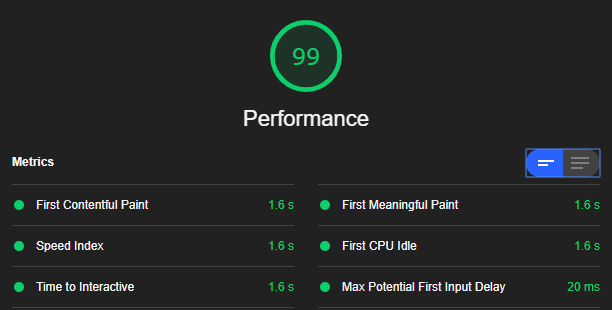 99
Performance
Metrics
First Contentful Paint 1.6 s
First Meaningful Paint 1.6 s
Speed Index 1.6 s
First CPU Idle 1.6 s
Time to Interactive 1.6 s
Max Potential First Input Delay 20 ms